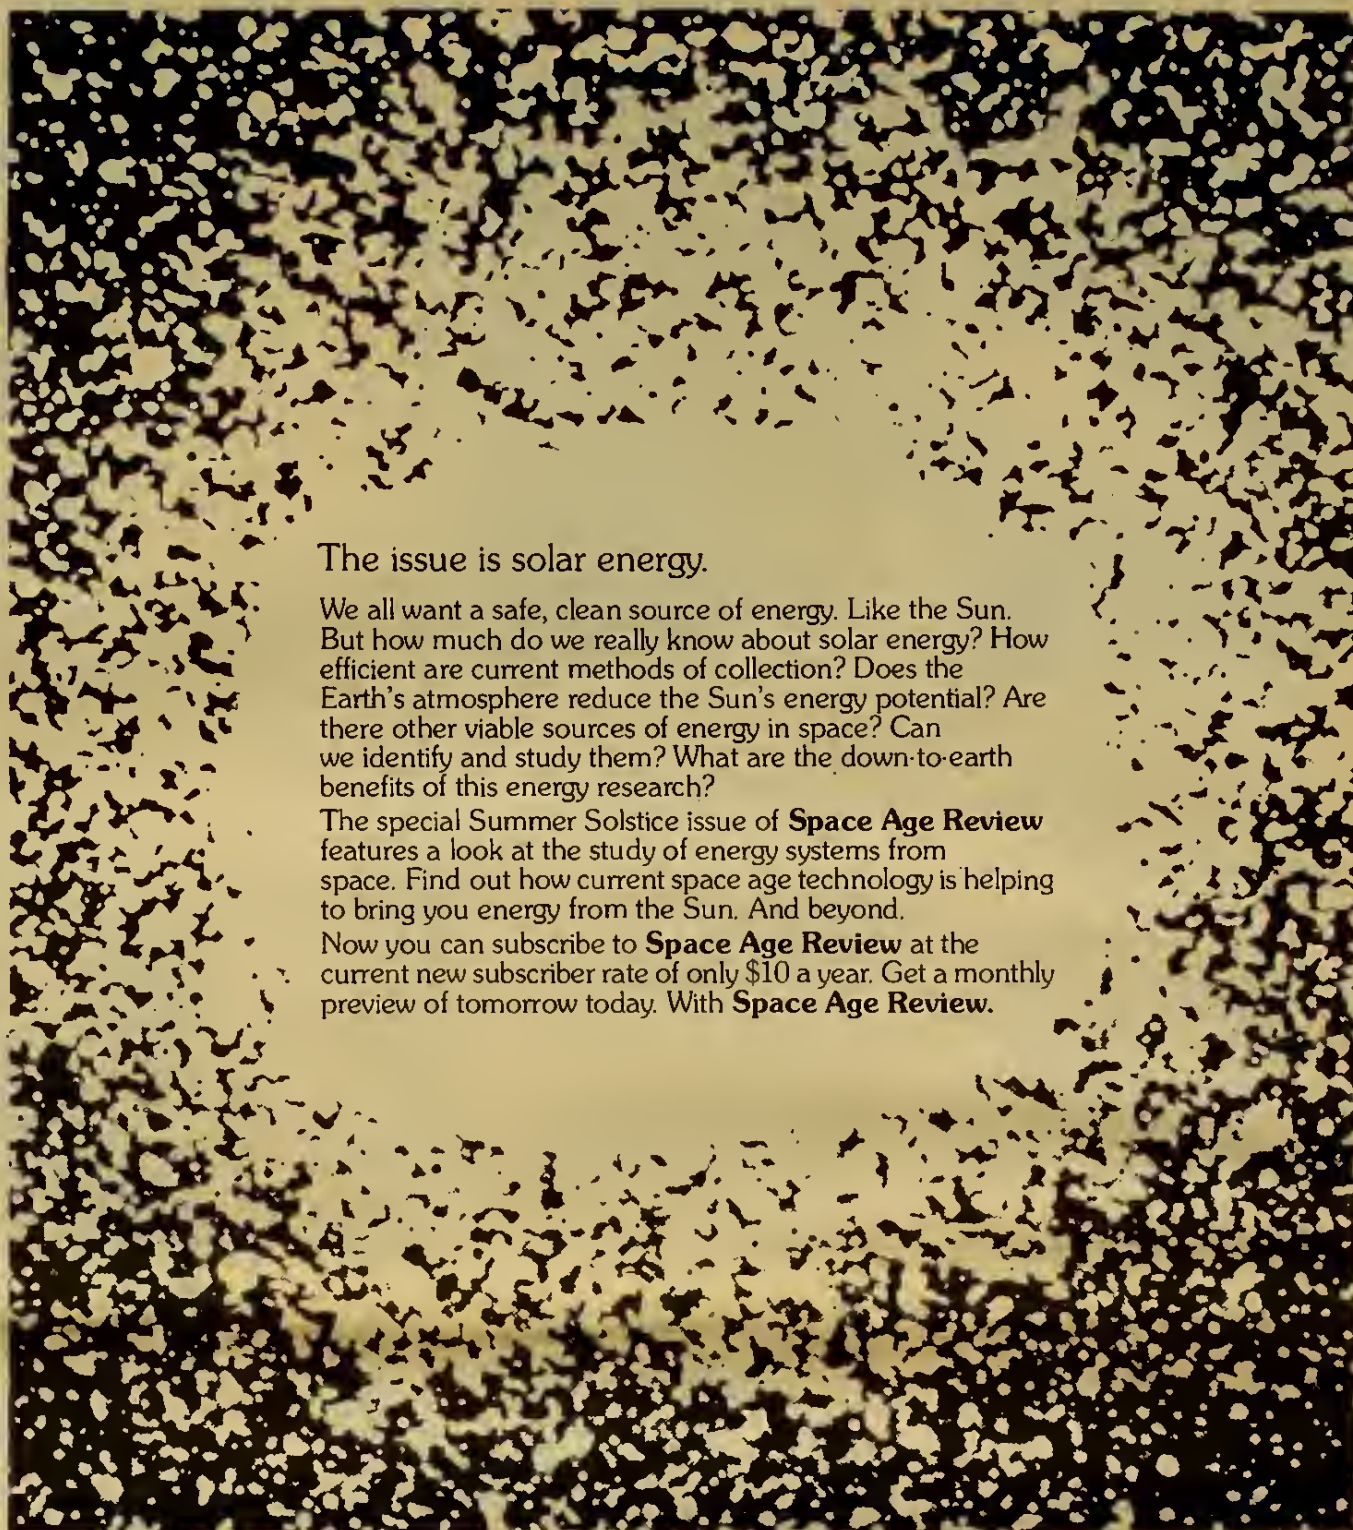 The issue is solar energy.
We all want a safe, clean source of energy. Like the Sun.
But how much do we really know about solar energy? How
efficient are current methods of collection? Does the
Earth's atmosphere reduce the Sun's energy potential? Are
there other viable sources of energy in space? Can
we identify and study them? What are the down-to-earth
benefits of this energy research?
The special Summer Solstice issue of Space Age Review
features a look at the study of energy systems from
space. Find out how current space age technology is helping
to bring you energy from the Sun. And beyond.
Now you can subscribe to Space Age Review at the
current new subscriber rate of only $10 a year. Get a monthly
preview of tomorrow today. With Space Age Review.